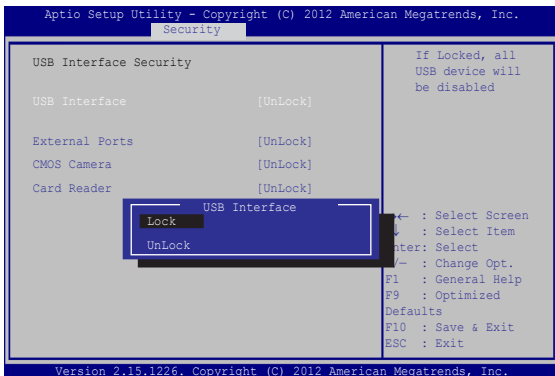 Aptio Setup Utility - Copyright (C) 2012 American Megatrends, Inc.
Security
USB Interface Security
USB Interface [UnLock]
External Ports [UnLock]
CMOS Camera [UnLock]
Card Reader [UnLock]
USB Interface
Lock
UnLock
If Locked, all
USB device will
be disabled
→← : Select Screen
↓ : Select Item
nter: Select
/— : Change Opt.
F1 : General Help
F9 : Optimized
Defaults
F10 : Save & Exit
ESC : Exit
Version 2.15.1226. Copyright (C) 2012 American Megatrends, Inc.